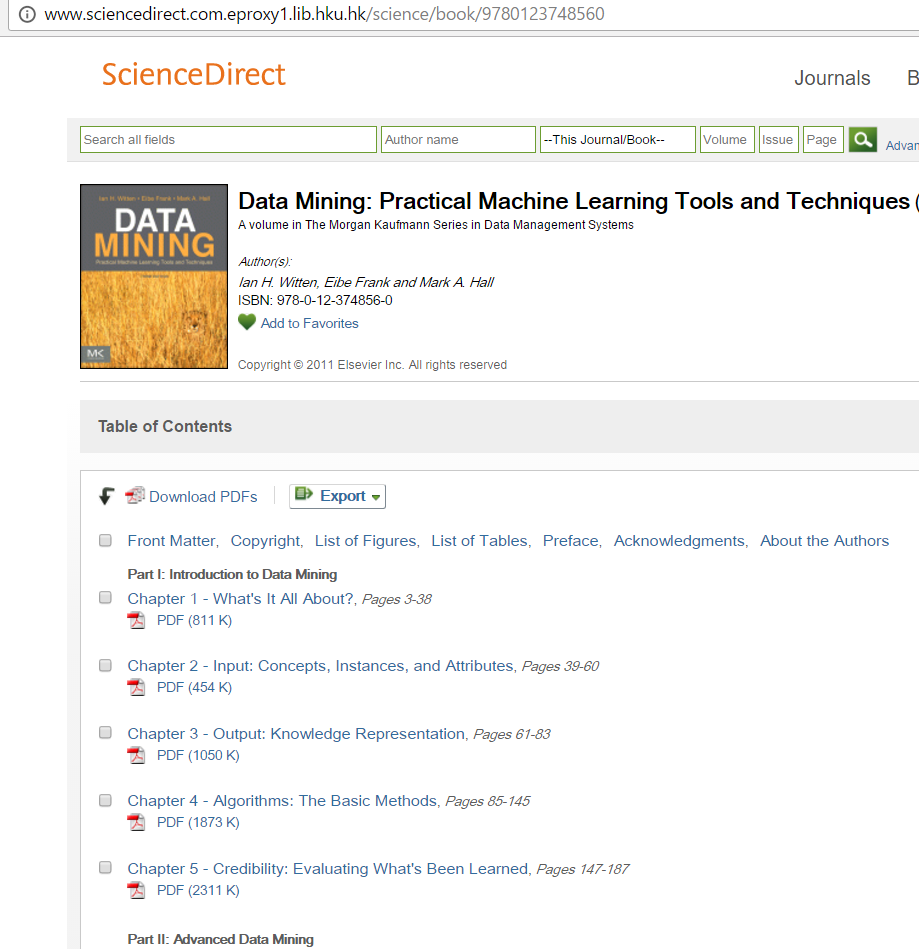 www.sciencedirect.com.eproxy1.lib.hku.hk/science/book/9780123748560
ScienceDirect
Journals
B
Search all fields
Author name
--This Journal/Book--
Volume
Issue
Page
Advan
Ian H. Witten • Eibe Frank • Mark A. Hall
DATA
MINING
Practical Machine Learning Tools and Techniques
MK
Data Mining: Practical Machine Learning Tools and Techniques (
A volume in The Morgan Kaufmann Series in Data Management Systems
Author(s):
Ian H. Witten, Eibe Frank and Mark A. Hall
ISBN: 978-0-12-374856-0
Add to Favorites
Copyright © 2011 Elsevier Inc. All rights reserved
Table of Contents
Download PDFs
Export
Front Matter, Copyright, List of Figures, List of Tables, Preface, Acknowledgments, About the Authors
Part I: Introduction to Data Mining
Chapter 1 - What's It All About?, Pages 3-38
PDF (811 K)
Chapter 2 - Input: Concepts, Instances, and Attributes, Pages 39-60
PDF (454 K)
Chapter 3 - Output: Knowledge Representation, Pages 61-83
PDF (1050 K)
Chapter 4 - Algorithms: The Basic Methods, Pages 85-145
PDF (1873 K)
Chapter 5 - Credibility: Evaluating What's Been Learned, Pages 147-187
PDF (2311 K)
Part II: Advanced Data Mining